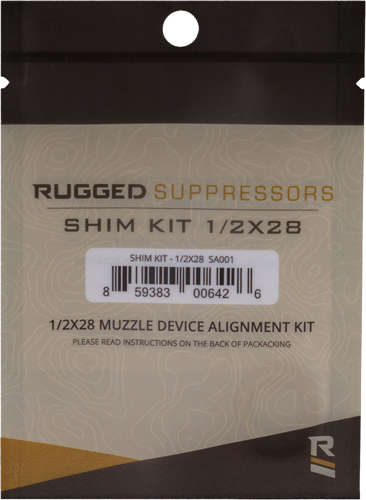 RUGGED SUPPRESSORS
SHIM KIT 1/2X28
SHIM KIT - 1/2X28 SA001
8 59383 00642 6
1/2X28 MUZZLE DEVICE ALIGNMENT KIT
PLEASE READ INSTRUCTIONS ON THE BACK OF PACKACKING
R